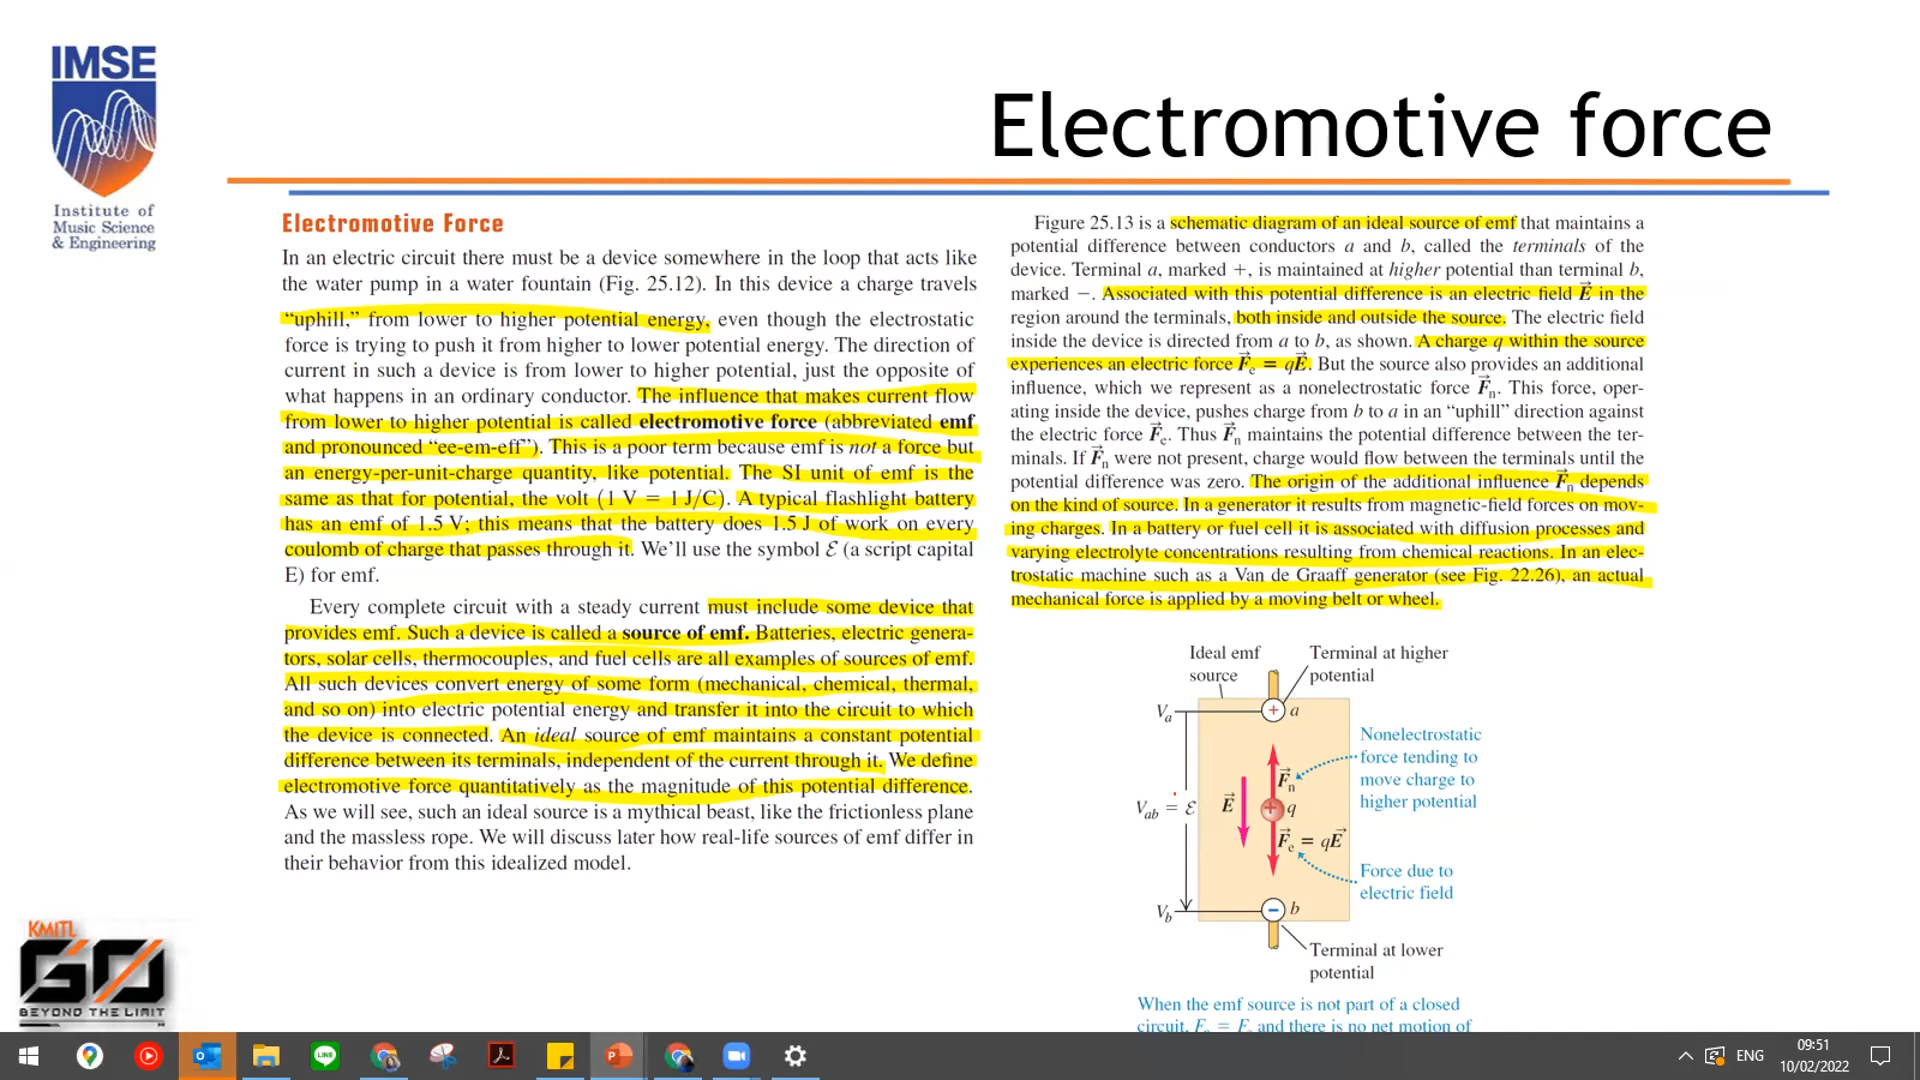 IMSE
Institute of
Music Science
& Engineering
Electromotive force
Electromotive Force
In an electric circuit there must be a device somewhere in the loop that acts like
the water pump in a water fountain (Fig. 25.12). In this device a charge travels
“uphill,” from lower to higher potential energy, even though the electrostatic
force is trying to push it from higher to lower potential energy. The direction of
current in such a device is from lower to higher potential, just the opposite of
what happens in an ordinary conductor. The influence that makes current flow
from lower to higher potential is called electromotive force (abbreviated emf
and pronounced “ee-em-eff”). This is a poor term because emf is not a force but
an energy-per-unit-charge quantity, like potential. The SI unit of emf is the
same as that for potential, the volt (1 V = 1 J/C). A typical flashlight battery
has an emf of 1.5 V; this means that the battery does 1.5 J of work on every
coulomb of charge that passes through it. We’ll use the symbol ℰ (a script capital
E) for emf.
Every complete circuit with a steady current must include some device that
provides emf. Such a device is called a source of emf. Batteries, electric genera-
tors, solar cells, thermocouples, and fuel cells are all examples of sources of emf.
All such devices convert energy of some form (mechanical, chemical, thermal,
and so on) into electric potential energy and transfer it into the circuit to which
the device is connected. An ideal source of emf maintains a constant potential
difference between its terminals, independent of the current through it. We define
electromotive force quantitatively as the magnitude of this potential difference.
As we will see, such an ideal source is a mythical beast, like the frictionless plane
and the massless rope. We will discuss later how real-life sources of emf differ in
their behavior from this idealized model.
Figure 25.13 is a schematic diagram of an ideal source of emf that maintains a
potential difference between conductors a and b, called the terminals of the
device. Terminal a, marked +, is maintained at higher potential than terminal b,
marked −. Associated with this potential difference is an electric field E⃗ in the
region around the terminals, both inside and outside the source. The electric field
inside the device is directed from a to b, as shown. A charge q within the source
experiences an electric force F⃗e = qE⃗. But the source also provides an additional
influence, which we represent as a nonelectrostatic force F⃗n. This force, oper-
ating inside the device, pushes charge from b to a in an “uphill” direction against
the electric force F⃗e. Thus F⃗n maintains the potential difference between the ter-
minals. If F⃗n were not present, charge would flow between the terminals until the
potential difference was zero. The origin of the additional influence F⃗n depends
on the kind of source. In a generator it results from magnetic-field forces on mov-
ing charges. In a battery or fuel cell it is associated with diffusion processes and
varying electrolyte concentrations resulting from chemical reactions. In an elec-
trostatic machine such as a Van de Graaff generator (see Fig. 22.26), an actual
mechanical force is applied by a moving belt or wheel.
Ideal emf
source
Terminal at higher
potential
Va
+ a
Nonelectrostatic
force tending to
move charge to
higher potential
F⃗n
Vab = ℰ
E⃗
+ q
F⃗e = qE⃗
Force due to
electric field
Vb
− b
Terminal at lower
potential
When the emf source is not part of a closed
circuit, Fn = Fe and there is no net motion of
KMITL
GO
BEYOND THE LIMIT
LINE
ENG
09:51
10/02/2022